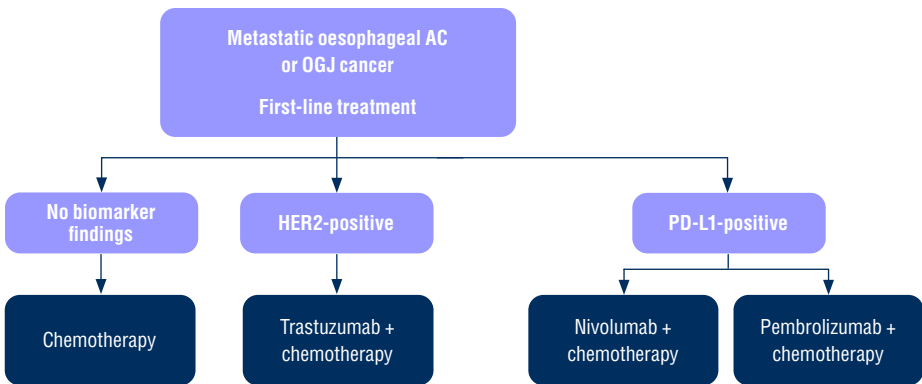 Metastatic oesophageal AC
or OGJ cancer
First-line treatment
No biomarker
findings
HER2-positive
PD-L1-positive
Chemotherapy
Trastuzumab +
chemotherapy
Nivolumab +
chemotherapy
Pembrolizumab +
chemotherapy